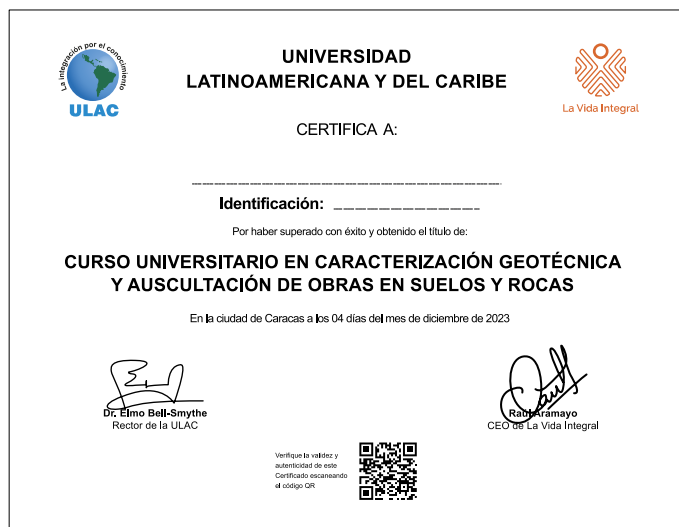 La integración por el conocimiento
ULAC
UNIVERSIDAD
LATINOAMERICANA Y DEL CARIBE
La Vida Integral
CERTIFICA A:
Identificación:
Por haber superado con éxito y obtenido el título de:
CURSO UNIVERSITARIO EN CARACTERIZACIÓN GEOTÉCNICA
Y AUSCULTACIÓN DE OBRAS EN SUELOS Y ROCAS
En la ciudad de Caracas a los 04 días del mes de diciembre de 2023
Dr. Elmo Bell-Smythe
Rector de la ULAC
Raúl Aramayo
CEO de La Vida Integral
Verifique la validez y
autenticidad de este
Certificado escaneando
el código QR